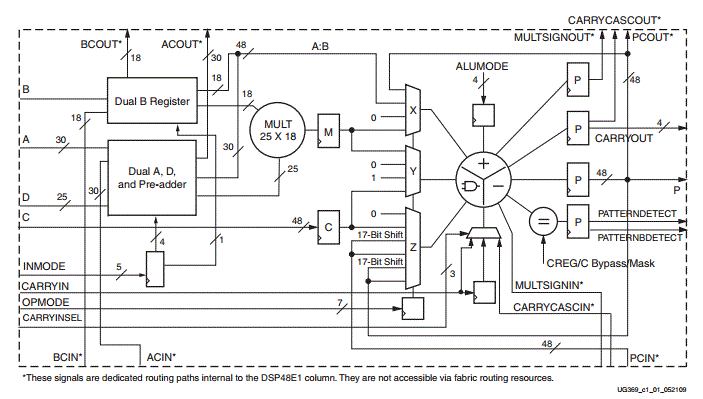 CARRYCASCOUT*
BCOUT* ACOUT* MULTSIGNOUT* PCOUT*
18 30 48 A:B
ALUMODE
4
48
B
18
Dual B Register
18
18
0
X
P
P
CARRYOUT
4
MULT
25 X 18
M
A
30
18
30
25
Dual A, D,
and Pre-adder
0
1
Y
P
48
P
D
25
30
C
48
C
0
17-Bit Shift
17-Bit Shift
Z
=
P
PATTERNDETECT
PATTERNBDETECT
CREG/C Bypass/Mask
4
1
INMODE
5
3
CARRYIN
OPMODE
7
CARRYINSEL
MULTSIGNIN*
CARRYCASCIN*
48
BCIN* ACIN* PCIN*
*These signals are dedicated routing paths internal to the DSP48E1 column. They are not accessible via fabric routing resources.
UG369_c1_01_052109